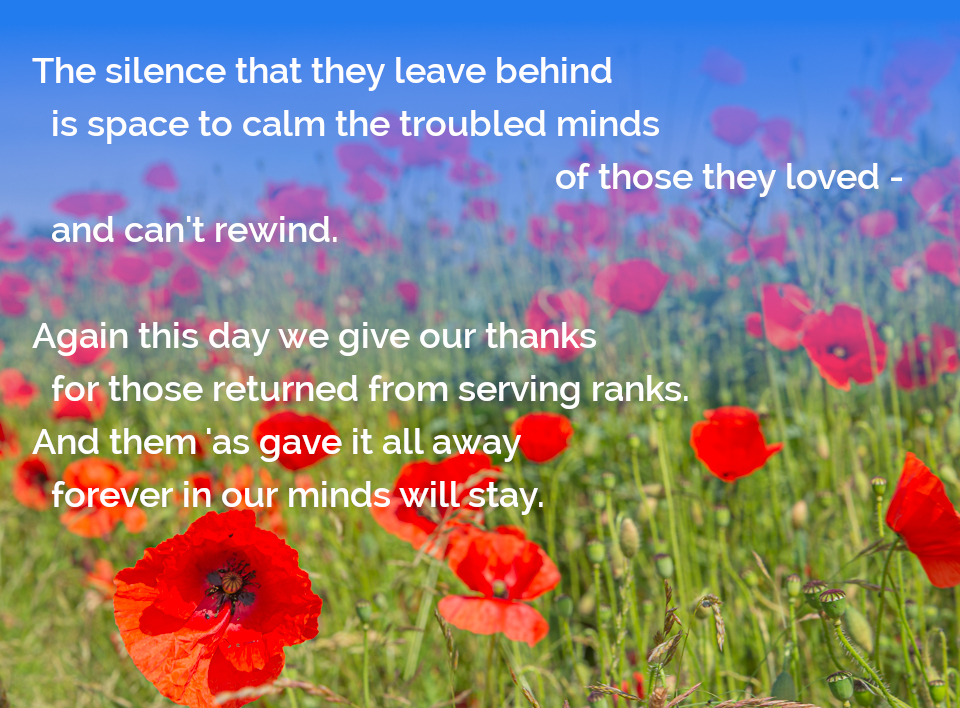 The silence that they leave behind
is space to calm the troubled minds
of those they loved -
and can't rewind.
Again this day we give our thanks
for those returned from serving ranks.
And them 'as gave it all away
forever in our minds will stay.